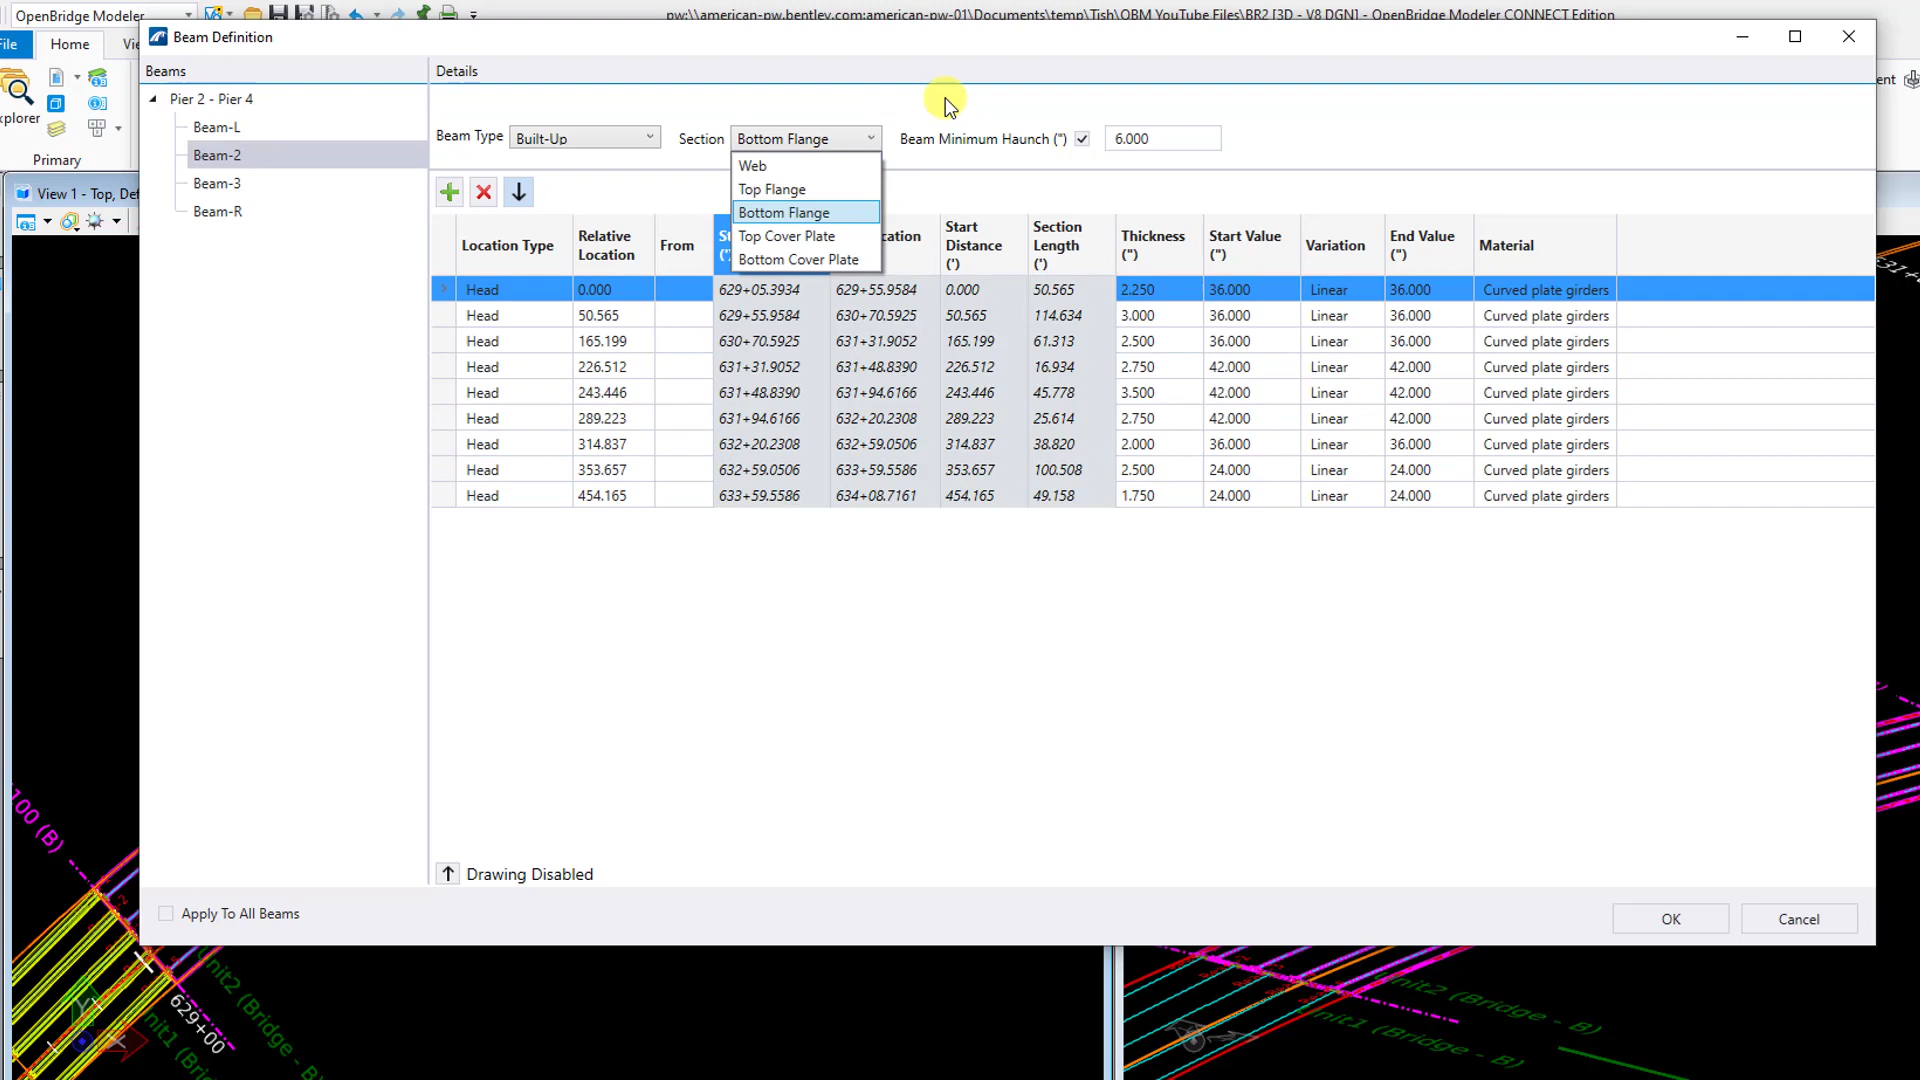 OpenBridge Modeler
pw:\\american-pw.bentley.com:american-pw-01\Documents\temp\Tish\OBM YouTube Files\BR2 [3D - V8 DGN] - OpenBridge Modeler CONNECT Edition
File Home
Primary
View 1 - Top, De
Beam Definition
Beams
Pier 2 - Pier 4
Beam-L
Beam-2
Beam-3
Beam-R
Details
Beam Type Built-Up Section Bottom Flange Beam Minimum Haunch (") 6.000
Web
Top Flange
Bottom Flange
Top Cover Plate
Bottom Cover Plate
Location Type Relative Location From St (') cation Start Distance (') Section Length (') Thickness (") Start Value (") Variation End Value (") Material
Head 0.000 629+05.3934 629+55.9584 0.000 50.565 2.250 36.000 Linear 36.000 Curved plate girders
Head 50.565 629+55.9584 630+70.5925 50.565 114.634 3.000 36.000 Linear 36.000 Curved plate girders
Head 165.199 630+70.5925 631+31.9052 165.199 61.313 2.500 36.000 Linear 36.000 Curved plate girders
Head 226.512 631+31.9052 631+48.8390 226.512 16.934 2.750 42.000 Linear 42.000 Curved plate girders
Head 243.446 631+48.8390 631+94.6166 243.446 45.778 3.500 42.000 Linear 42.000 Curved plate girders
Head 289.223 631+94.6166 632+20.2308 289.223 25.614 2.750 42.000 Linear 42.000 Curved plate girders
Head 314.837 632+20.2308 632+59.0506 314.837 38.820 2.000 36.000 Linear 36.000 Curved plate girders
Head 353.657 632+59.0506 633+59.5586 353.657 100.508 2.500 24.000 Linear 24.000 Curved plate girders
Head 454.165 633+59.5586 634+08.7161 454.165 49.158 1.750 24.000 Linear 24.000 Curved plate girders
Drawing Disabled
Apply To All Beams
OK Cancel
100 (B)
629+00
Unit2 (Bridge - B)
Unit1 (Bridge - B)
Unit2 (Bridge - B)
Unit1 (Bridge - B)